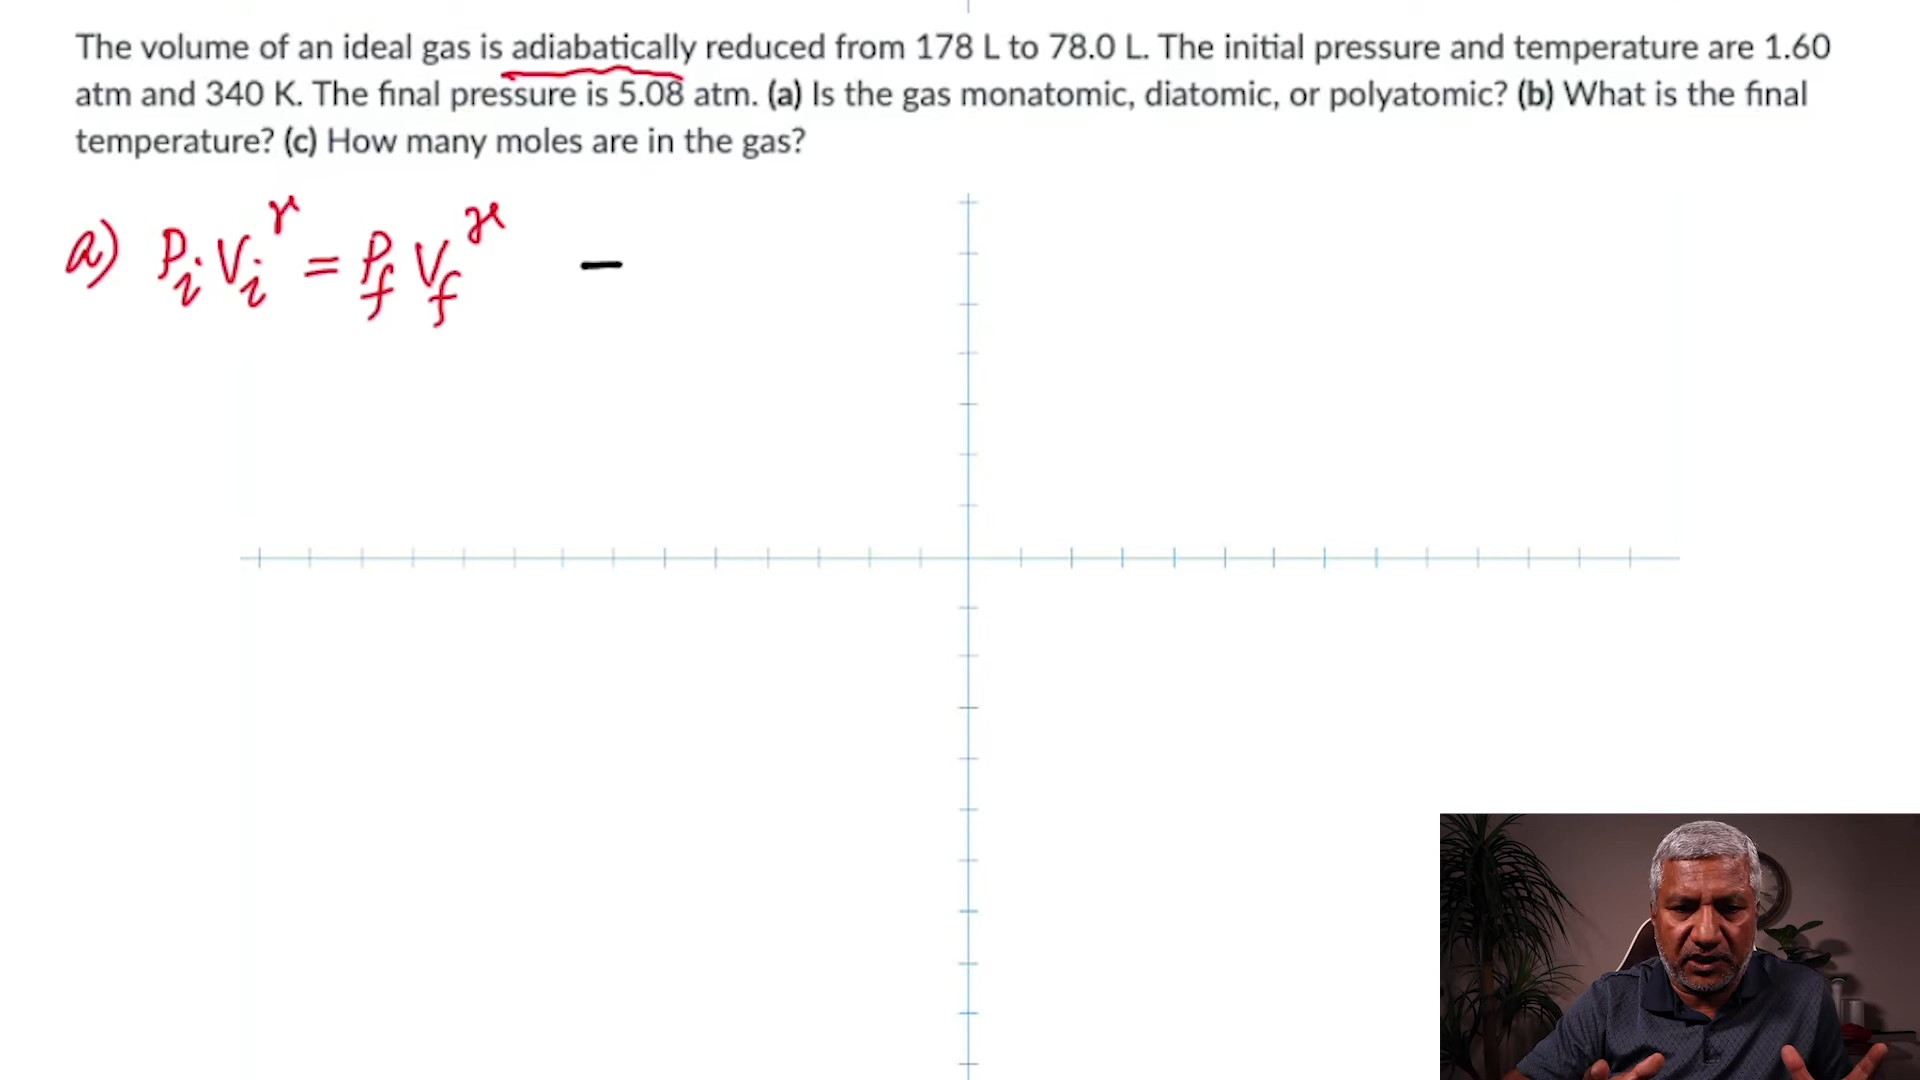 The volume of an ideal gas is adiabatically reduced from 178 L to 78.0 L. The initial pressure and temperature are 1.60
atm and 340 K. The final pressure is 5.08 atm. (a) Is the gas monatomic, diatomic, or polyatomic? (b) What is the final
temperature? (c) How many moles are in the gas?
a) P_i V_i^γ = P_f V_f^γ –